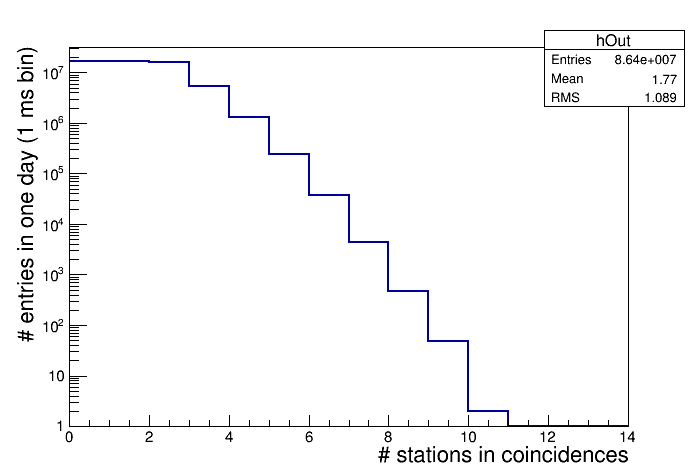 hOut
Entries 8.64e+007
Mean 1.77
RMS 1.089
# entries in one day (1 ms bin)
10⁷
10⁶
10⁵
10⁴
10³
10²
10
1
0 2 4 6 8 10 12 14
# stations in coincidences